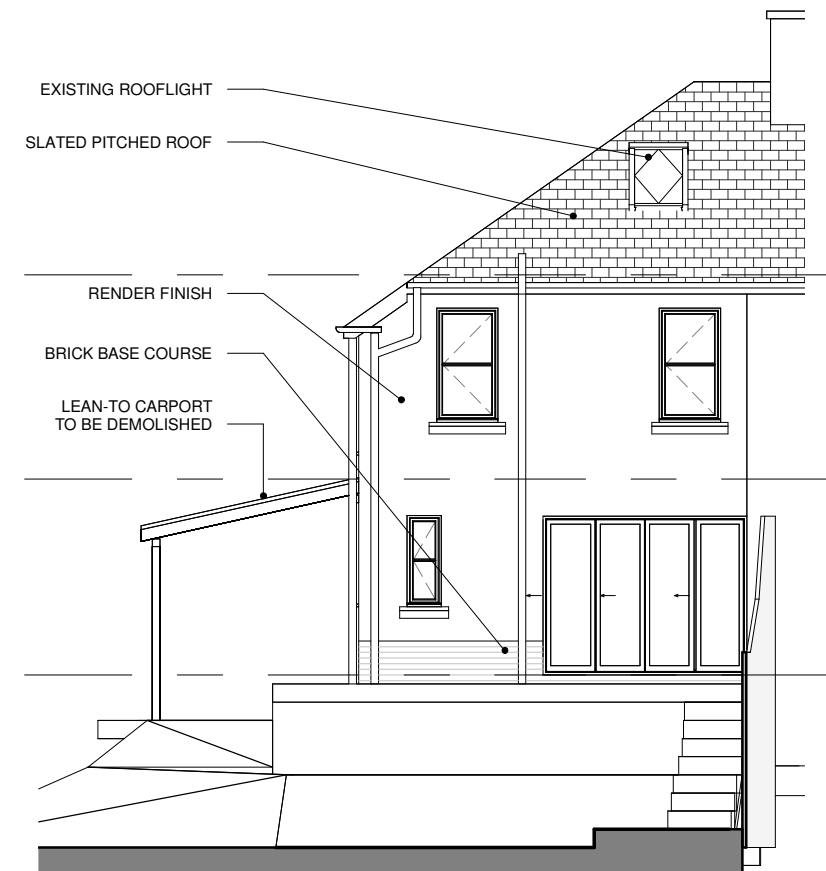 EXISTING ROOFLIGHT
SLATED PITCHED ROOF
RENDER FINISH
BRICK BASE COURSE
LEAN-TO CARPORT
TO BE DEMOLISHED